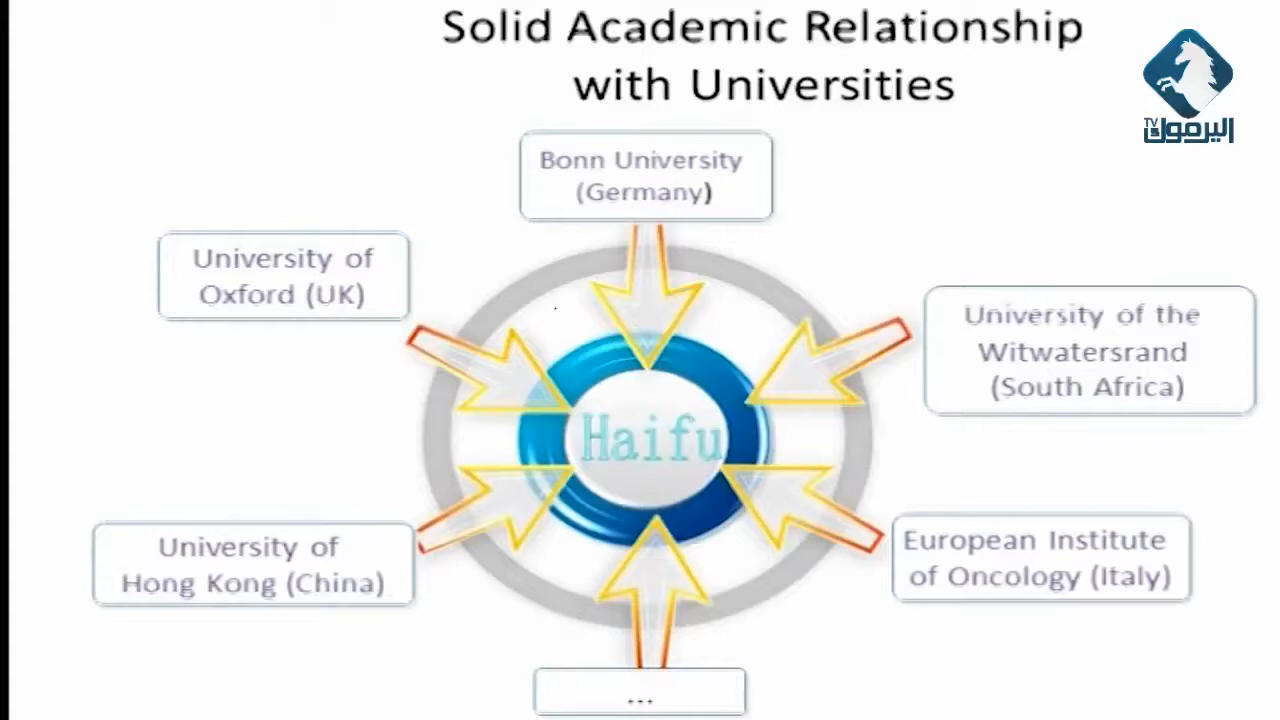 Solid Academic Relationship
with Universities
TV
اليرموك
Bonn University
(Germany)
University of
Oxford (UK)
University of the
Witwatersrand
(South Africa)
Haifu
University of
Hong Kong (China)
European Institute
of Oncology (Italy)
...